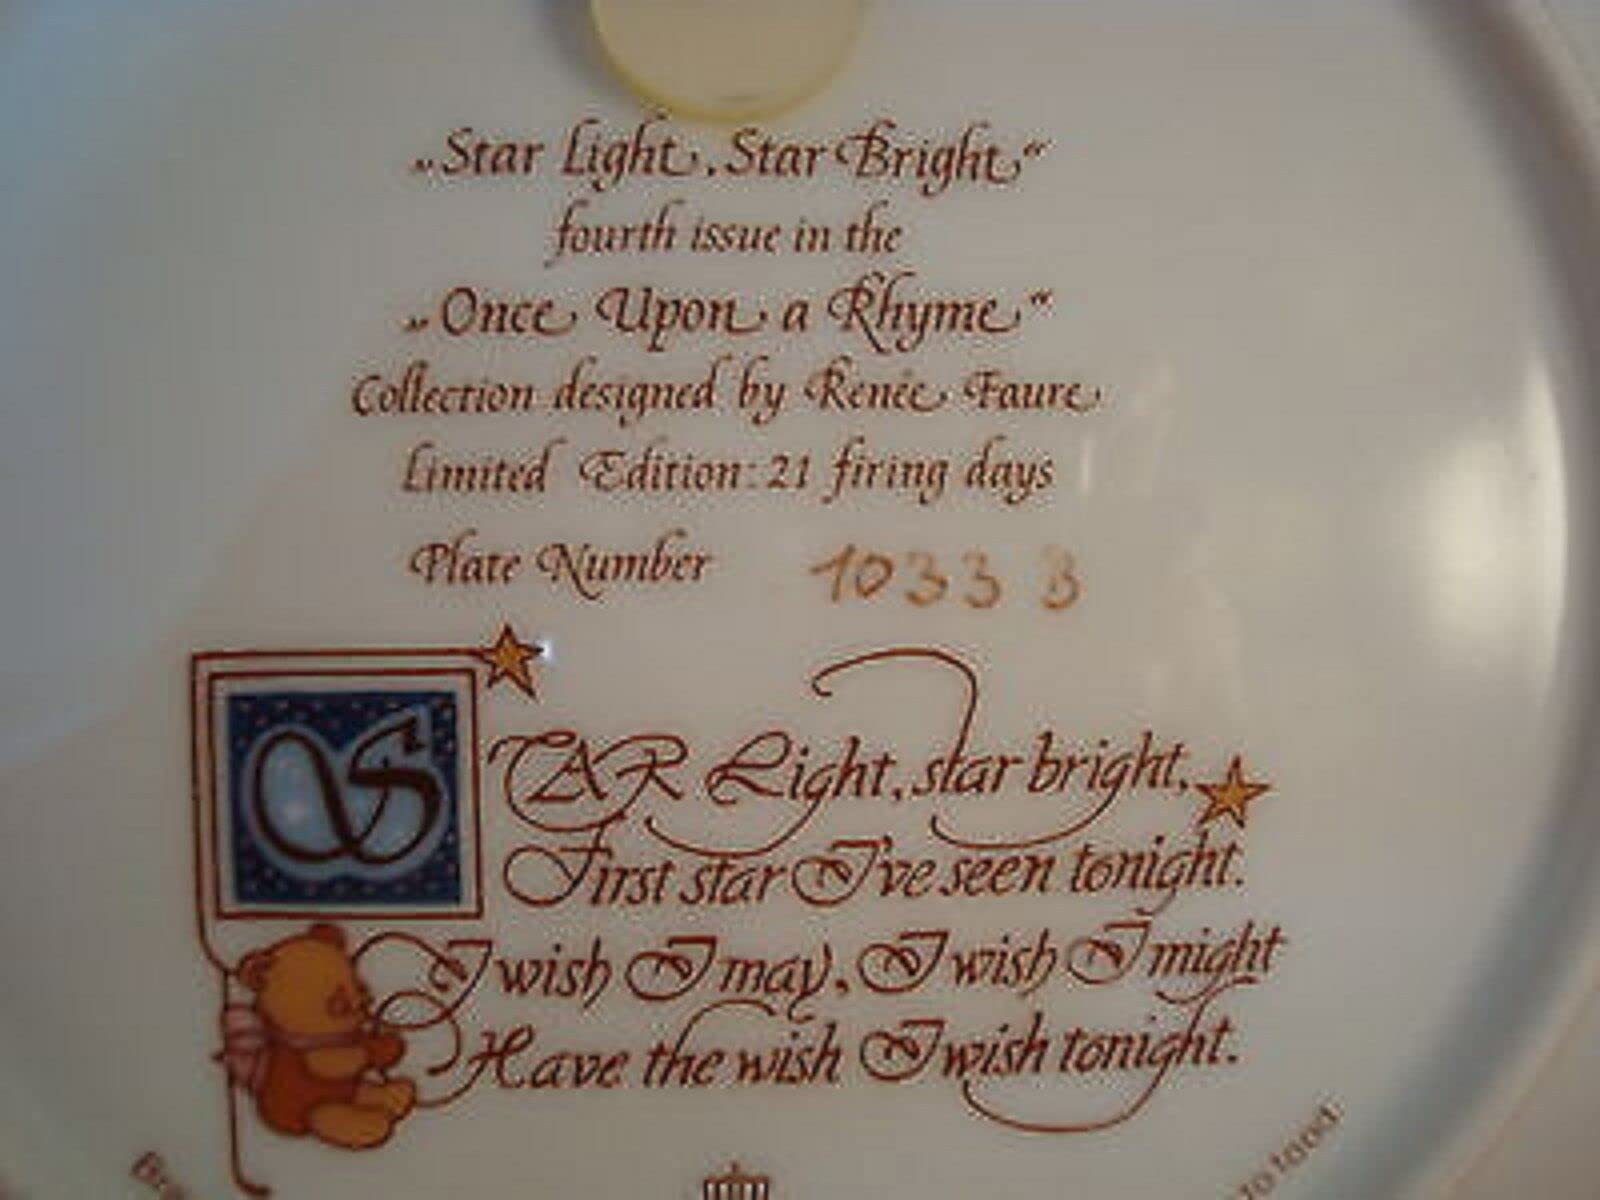 „Star Light, Star Bright“
fourth issue in the
„Once Upon a Rhyme“
Collection designed by Renée Faure
Limited Edition: 21 firing days
Plate Number 1033 B
STAR Light, star bright,
First star I've seen tonight.
I wish I may, I wish I might
Have the wish I wish tonight.
to food.